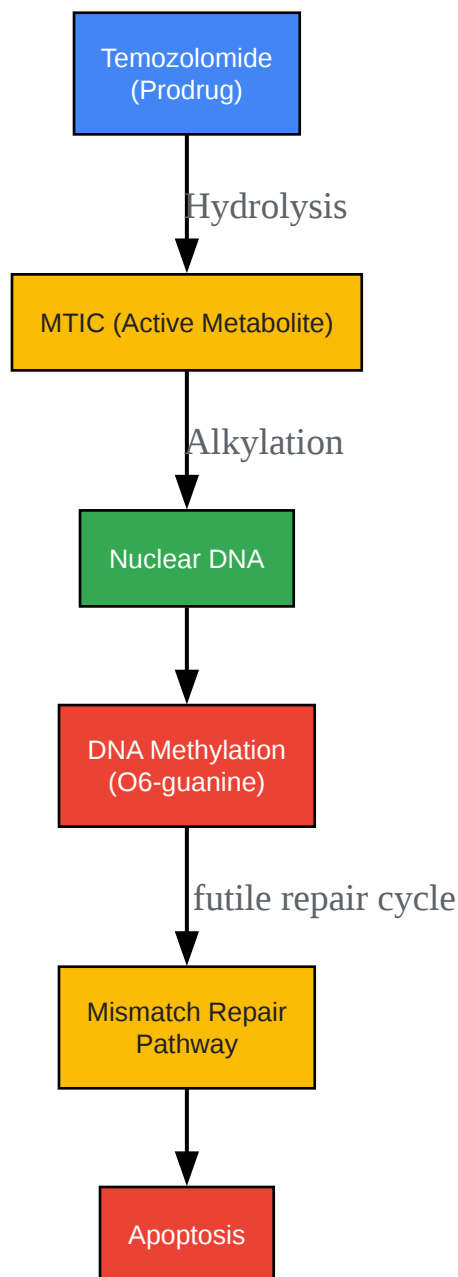 Temozolomide
(Prodrug)
Hydrolysis
MTIC (Active Metabolite)
Alkylation
Nuclear DNA
DNA Methylation
(O6-guanine)
futile repair cycle
Mismatch Repair
Pathway
Apoptosis